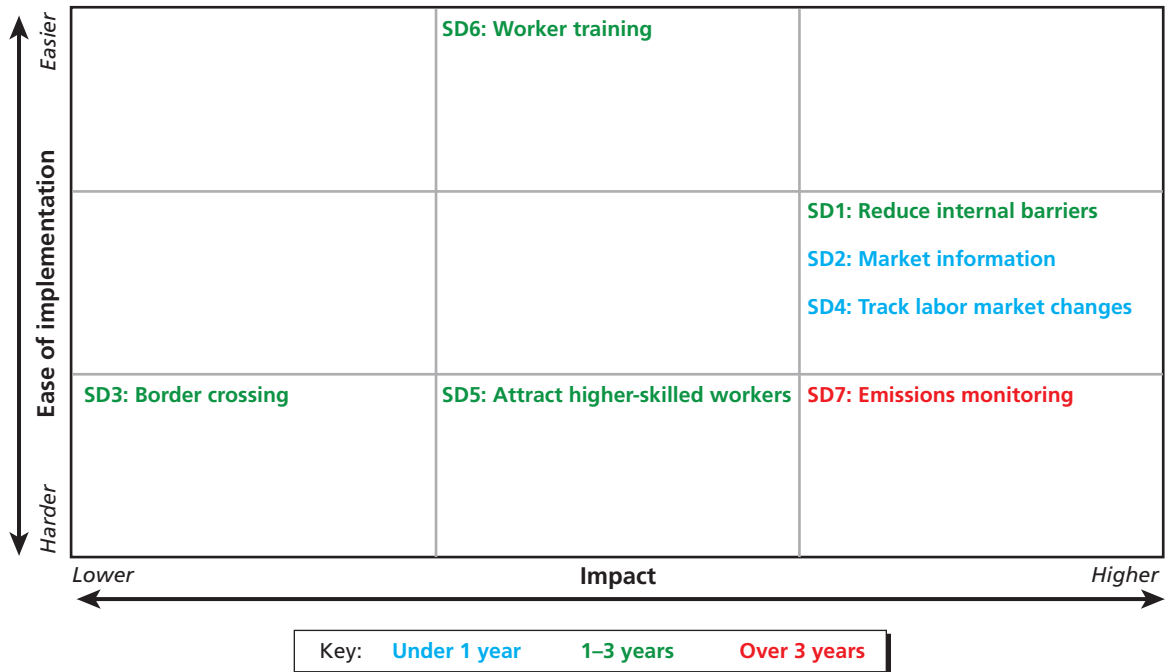 Easier
SD6: Worker training
Ease of implementation
SD1: Reduce internal barriers
SD2: Market information
SD4: Track labor market changes
SD3: Border crossing
SD5: Attract higher-skilled workers
SD7: Emissions monitoring
Harder
Lower
Impact
Higher
Key: Under 1 year 1–3 years Over 3 years